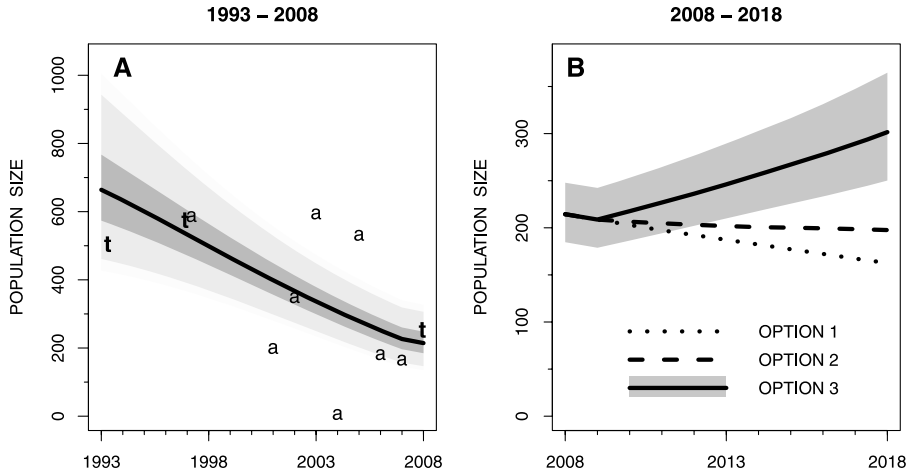 1993 – 2008
A
POPULATION SIZE
1000
800
600
400
200
0
t
t
a
a
a
a
a
a
a
a
t
1993
1998
2003
2008
2008 – 2018
B
POPULATION SIZE
300
200
100
0
OPTION 1
OPTION 2
OPTION 3
2008
2013
2018